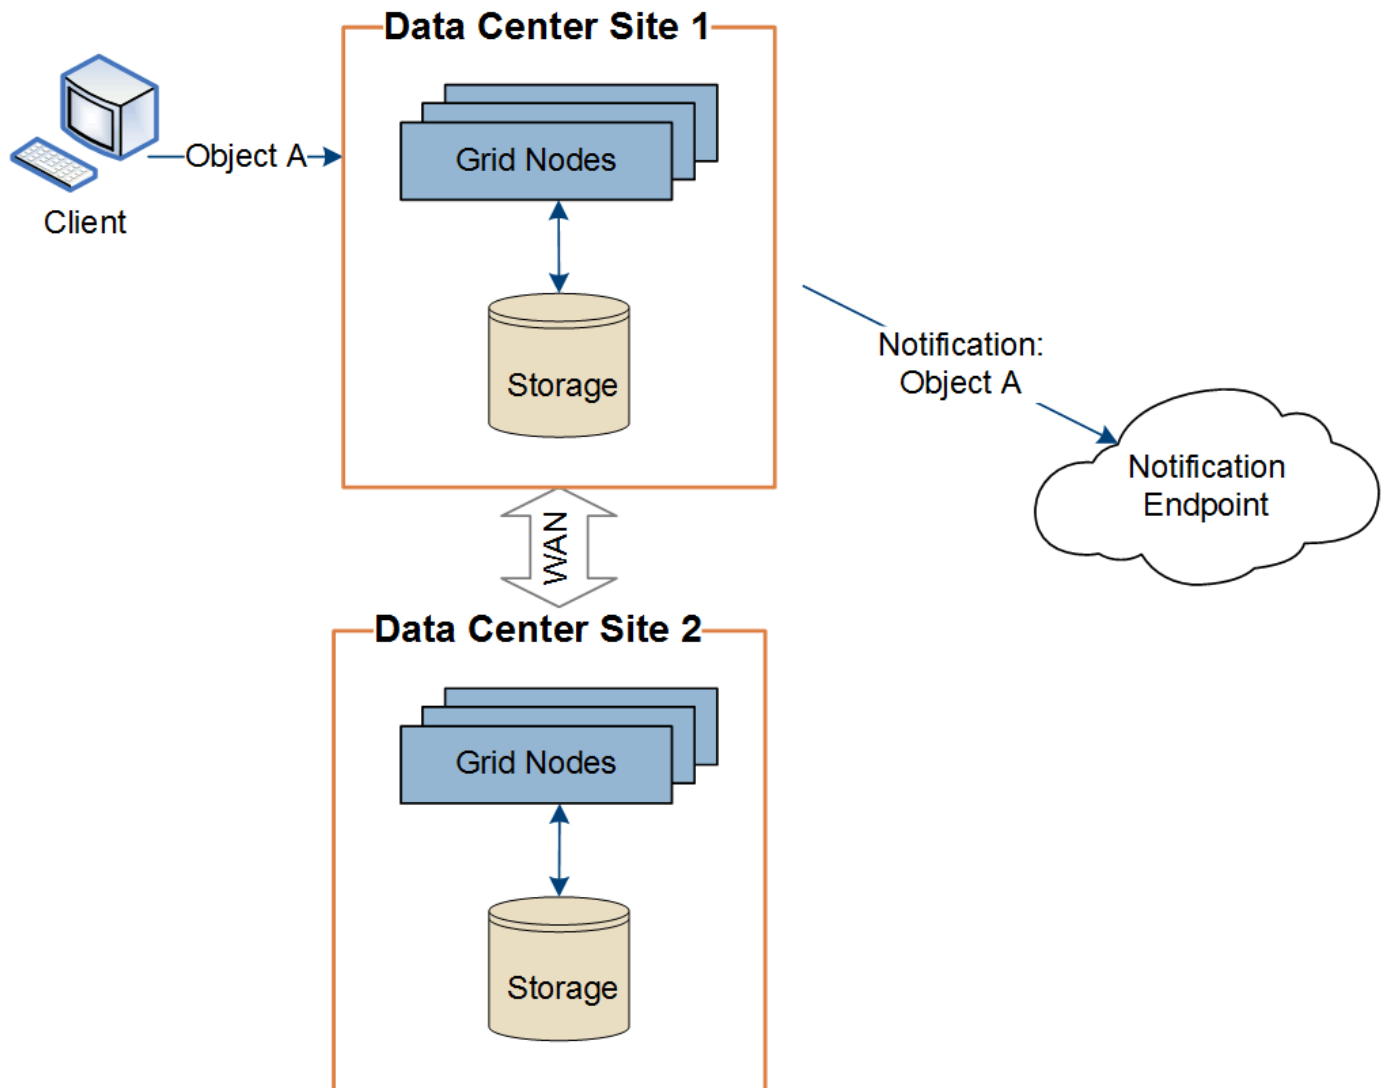 Data Center Site 1
Object A
Grid Nodes
Client
Storage
Notification:
Object A
Notification
Endpoint
WAN
Data Center Site 2
Grid Nodes
Storage